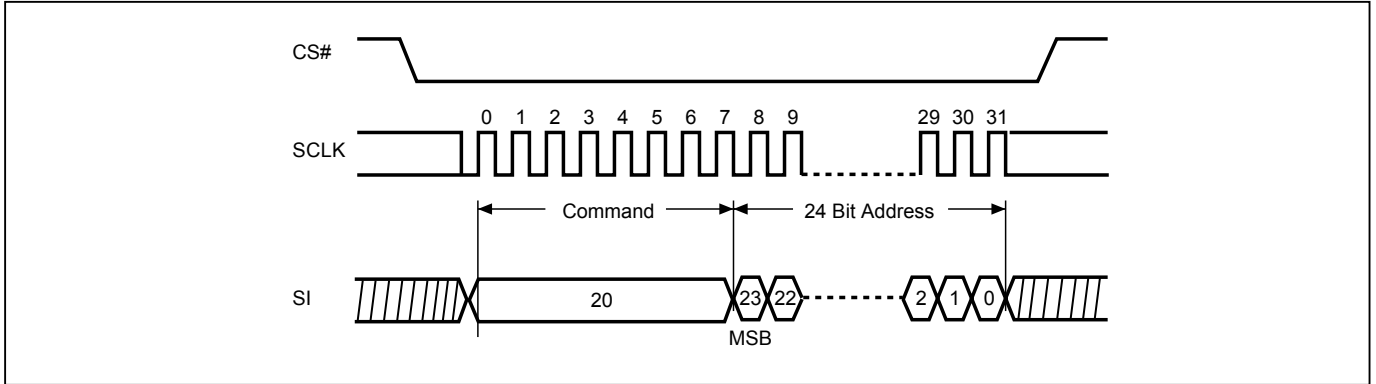 CS#
0 1 2 3 4 5 6 7 8 9 29 30 31
SCLK
Command 24 Bit Address
SI 20 23 22 2 1 0
MSB